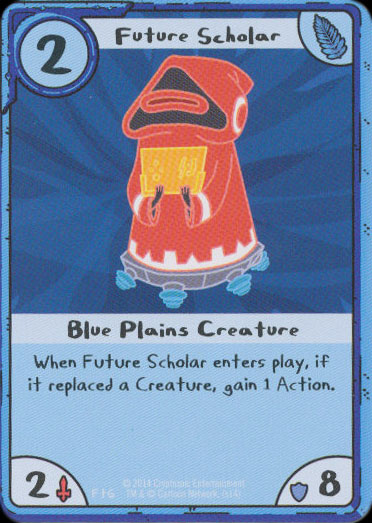 2
Future Scholar
Blue Plains Creature
When Future Scholar enters play, if
it replaced a Creature, gain 1 Action.
2
© 2014 Cryptozoic Entertainment
TM & © Cartoon Network. (s14)
8